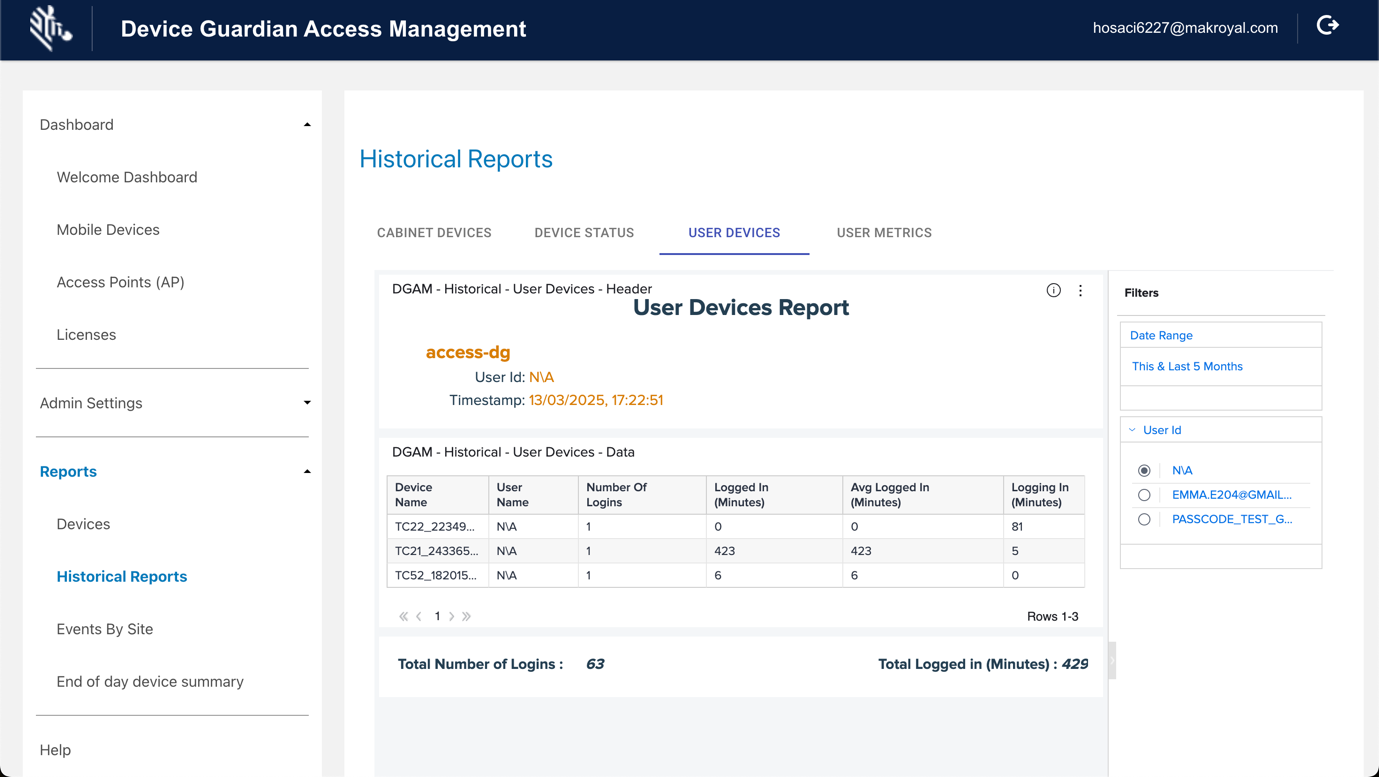 Device Guardian Access Management
hosaci6227@makroyal.com
Dashboard
Welcome Dashboard
Mobile Devices
Access Points (AP)
Licenses
Admin Settings
Reports
Devices
Historical Reports
Events By Site
End of day device summary
Help
Historical Reports
CABINET DEVICES DEVICE STATUS USER DEVICES USER METRICS
DGAM - Historical - User Devices - Header
User Devices Report
access-dg
User Id: N\A
Timestamp: 13/03/2025, 17:22:51
DGAM - Historical - User Devices - Data
Device Name User Name Number Of Logins Logged In (Minutes) Avg Logged In (Minutes) Logging In (Minutes)
TC22_22349... N\A 1 0 0 81
TC21_243365... N\A 1 423 423 5
TC52_182015... N\A 1 6 6 0
1
Rows 1-3
Total Number of Logins : 63
Total Logged in (Minutes) : 429
Filters
Date Range
This & Last 5 Months
User Id
N\A
EMMA.E204@GMAIL...
PASSCODE_TEST_G...